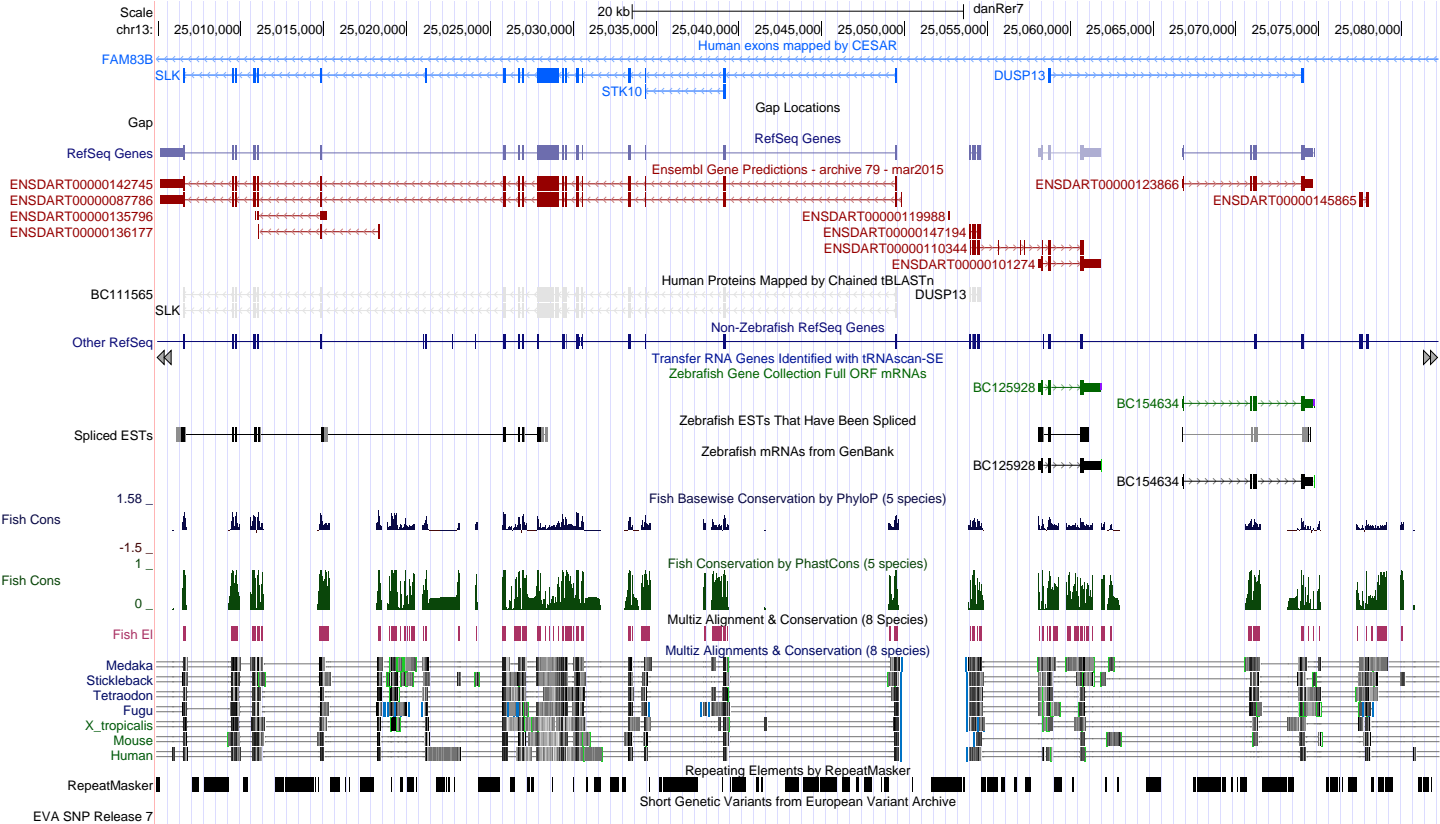 Scale 20 kb danRer7
chr13: 25,010,000 25,015,000 25,020,000 25,025,000 25,030,000 25,035,000 25,040,000 25,045,000 25,050,000 25,055,000 25,060,000 25,065,000 25,070,000 25,075,000 25,080,000
Human exons mapped by CESAR
FAM83B
SLK DUSP13
STK10
Gap Locations
Gap
RefSeq Genes
RefSeq Genes
Ensembl Gene Predictions - archive 79 - mar2015
ENSDART00000142745 ENSDART00000123866
ENSDART00000087786 ENSDART00000145865
ENSDART00000135796 ENSDART00000119988
ENSDART00000136177 ENSDART00000147194
ENSDART00000110344
ENSDART00000101274
Human Proteins Mapped by Chained tBLASTn
BC111565 DUSP13
SLK
Non-Zebrafish RefSeq Genes
Other RefSeq
Transfer RNA Genes Identified with tRNAscan-SE
Zebrafish Gene Collection Full ORF mRNAs
BC125928
BC154634
Zebrafish ESTs That Have Been Spliced
Spliced ESTs
Zebrafish mRNAs from GenBank
BC125928
BC154634
Fish Basewise Conservation by PhyloP (5 species)
1.58 _
Fish Cons
-1.5 _
Fish Conservation by PhastCons (5 species)
1 _
Fish Cons
0 _
Multiz Alignment & Conservation (8 Species)
Fish El
Multiz Alignments & Conservation (8 species)
Medaka
Stickleback
Tetraodon
Fugu
X_tropicalis
Mouse
Human
Repeating Elements by RepeatMasker
RepeatMasker
Short Genetic Variants from European Variant Archive
EVA SNP Release 7